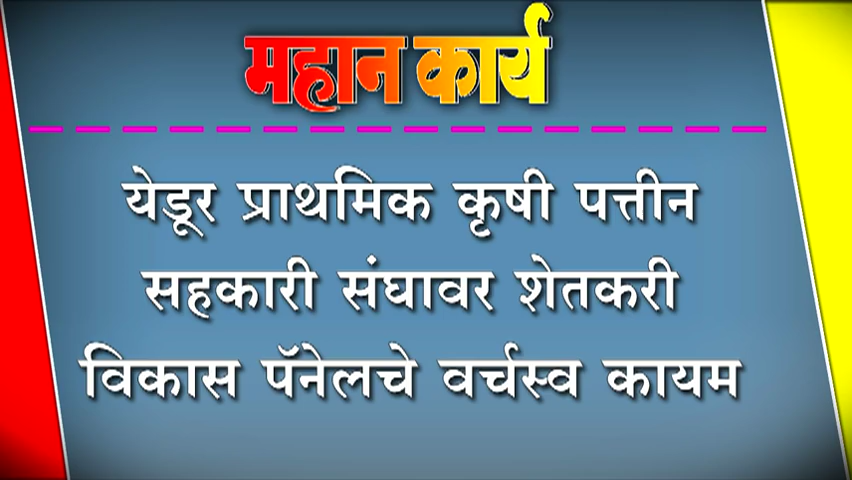 महान कार्य
येडूर प्राथमिक कृषी पत्तीन
सहकारी संघावर शेतकरी
विकास पॅनेलचे वर्चस्व कायम